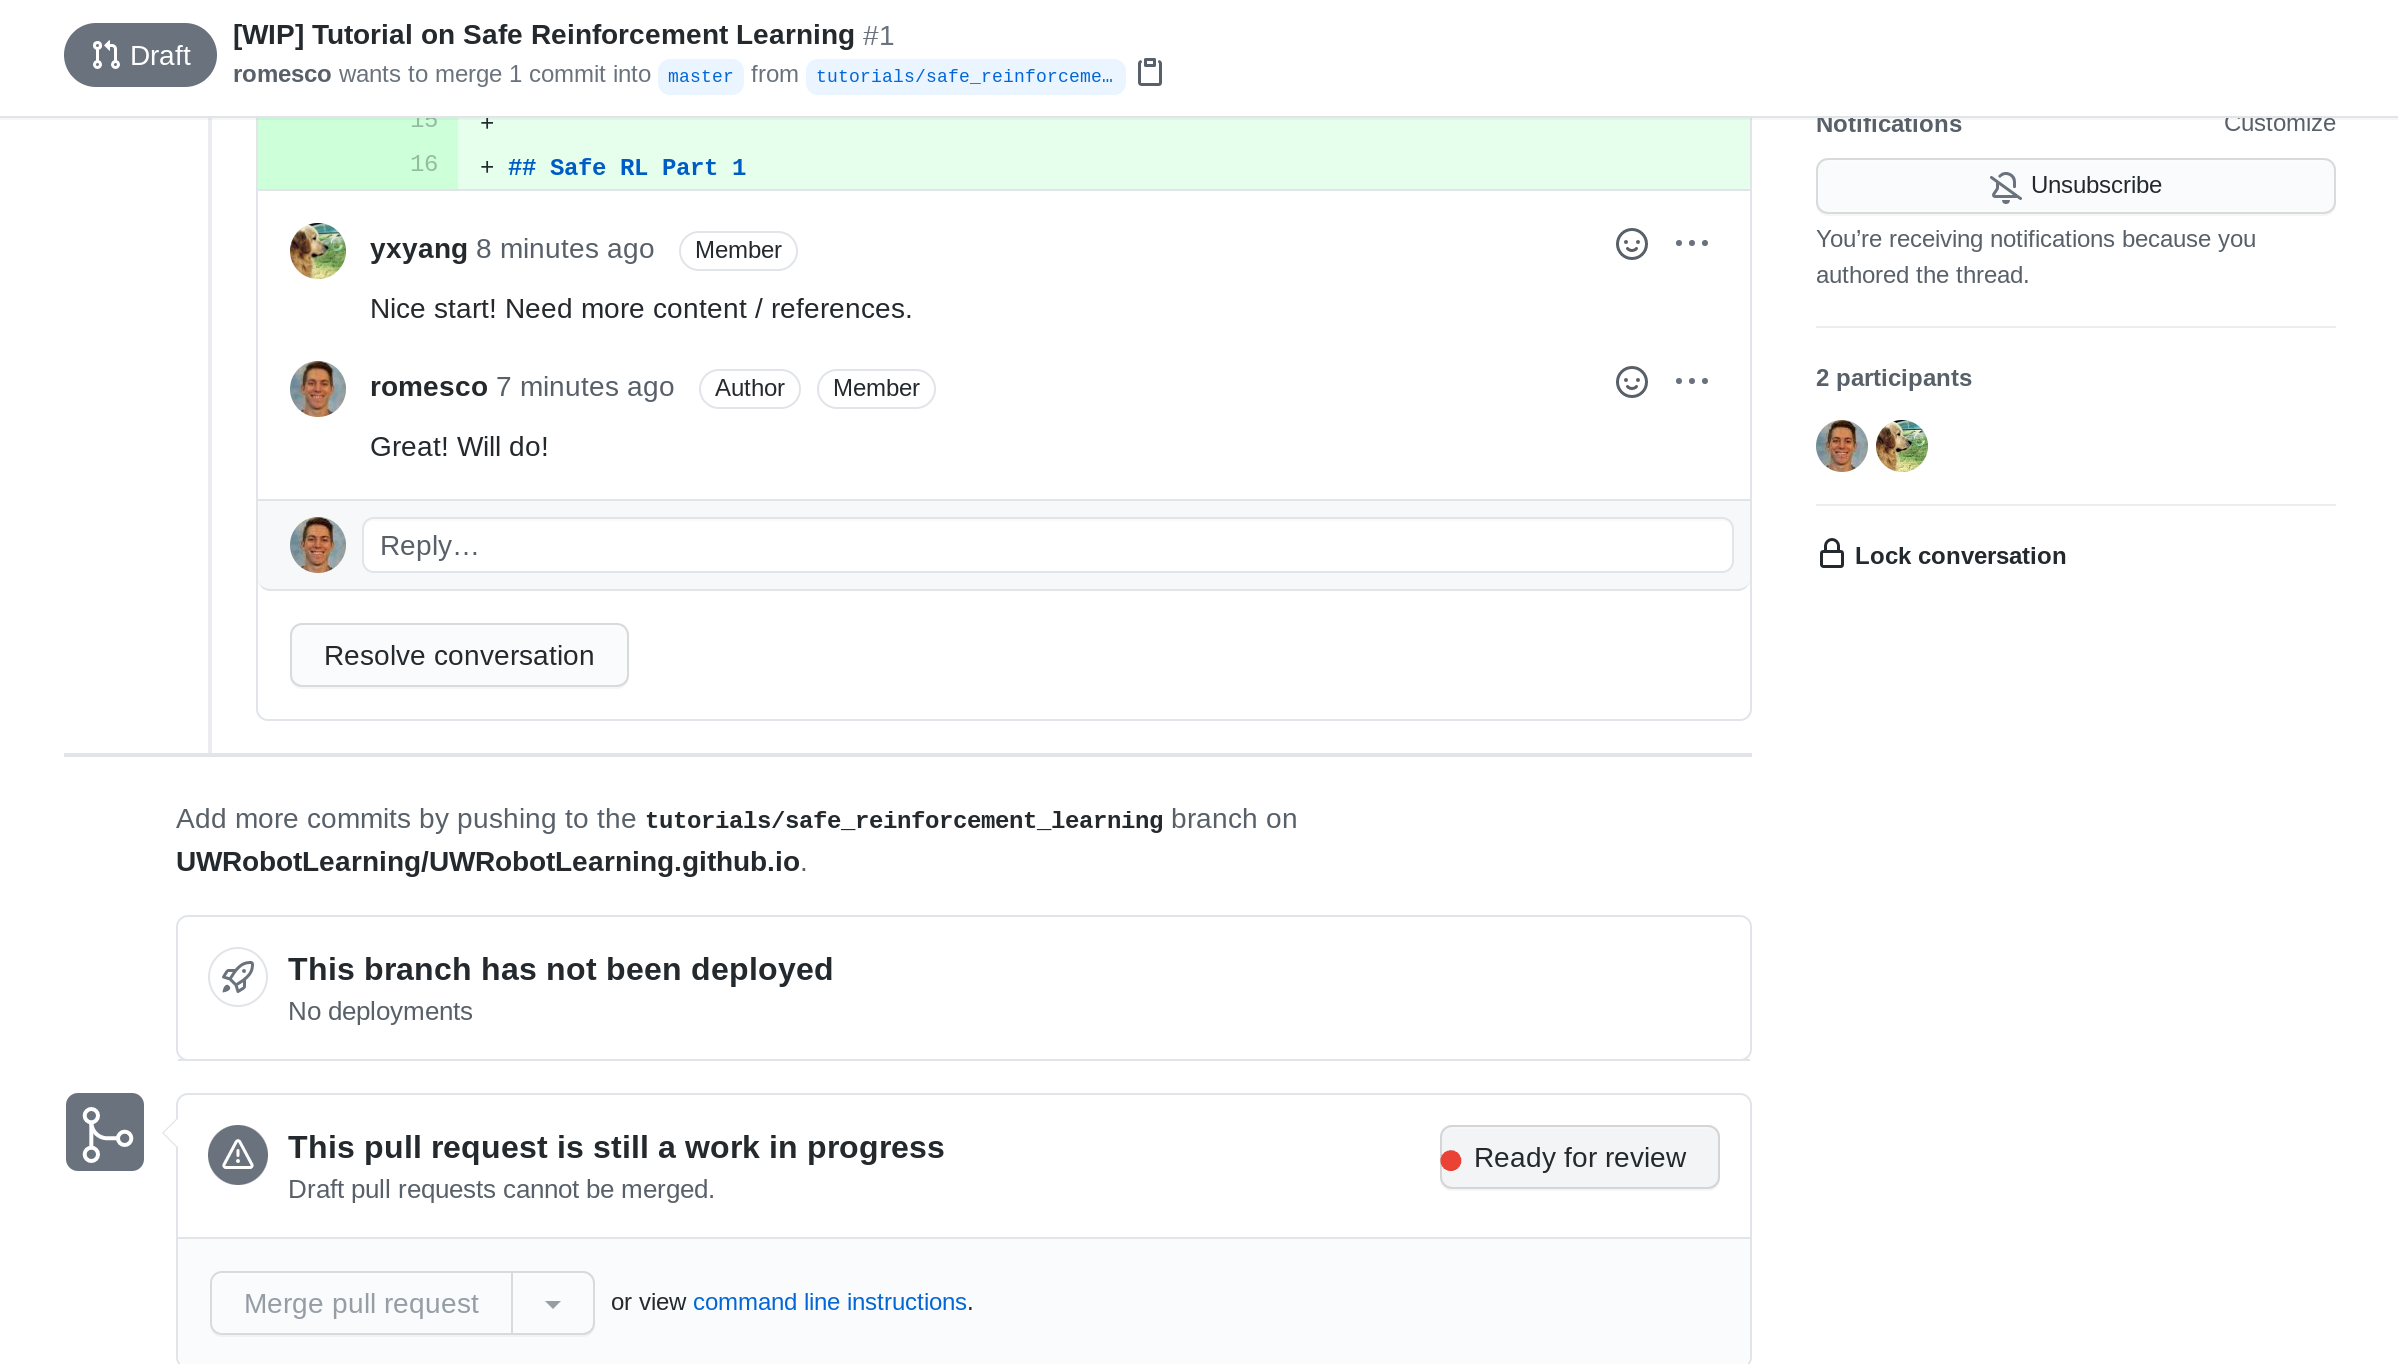 Draft
[WIP] Tutorial on Safe Reinforcement Learning #1
romesco wants to merge 1 commit into master from tutorials/safe_reinforceme…
15 +
16 + ## Safe RL Part 1
yxyang 8 minutes ago Member
Nice start! Need more content / references.
romesco 7 minutes ago Author Member
Great! Will do!
Reply…
Resolve conversation
Notifications Customize
Unsubscribe
You’re receiving notifications because you
authored the thread.
2 participants
Lock conversation
Add more commits by pushing to the tutorials/safe_reinforcement_learning branch on
UWRobotLearning/UWRobotLearning.github.io.
This branch has not been deployed
No deployments
This pull request is still a work in progress
Draft pull requests cannot be merged.
Ready for review
Merge pull request or view command line instructions.